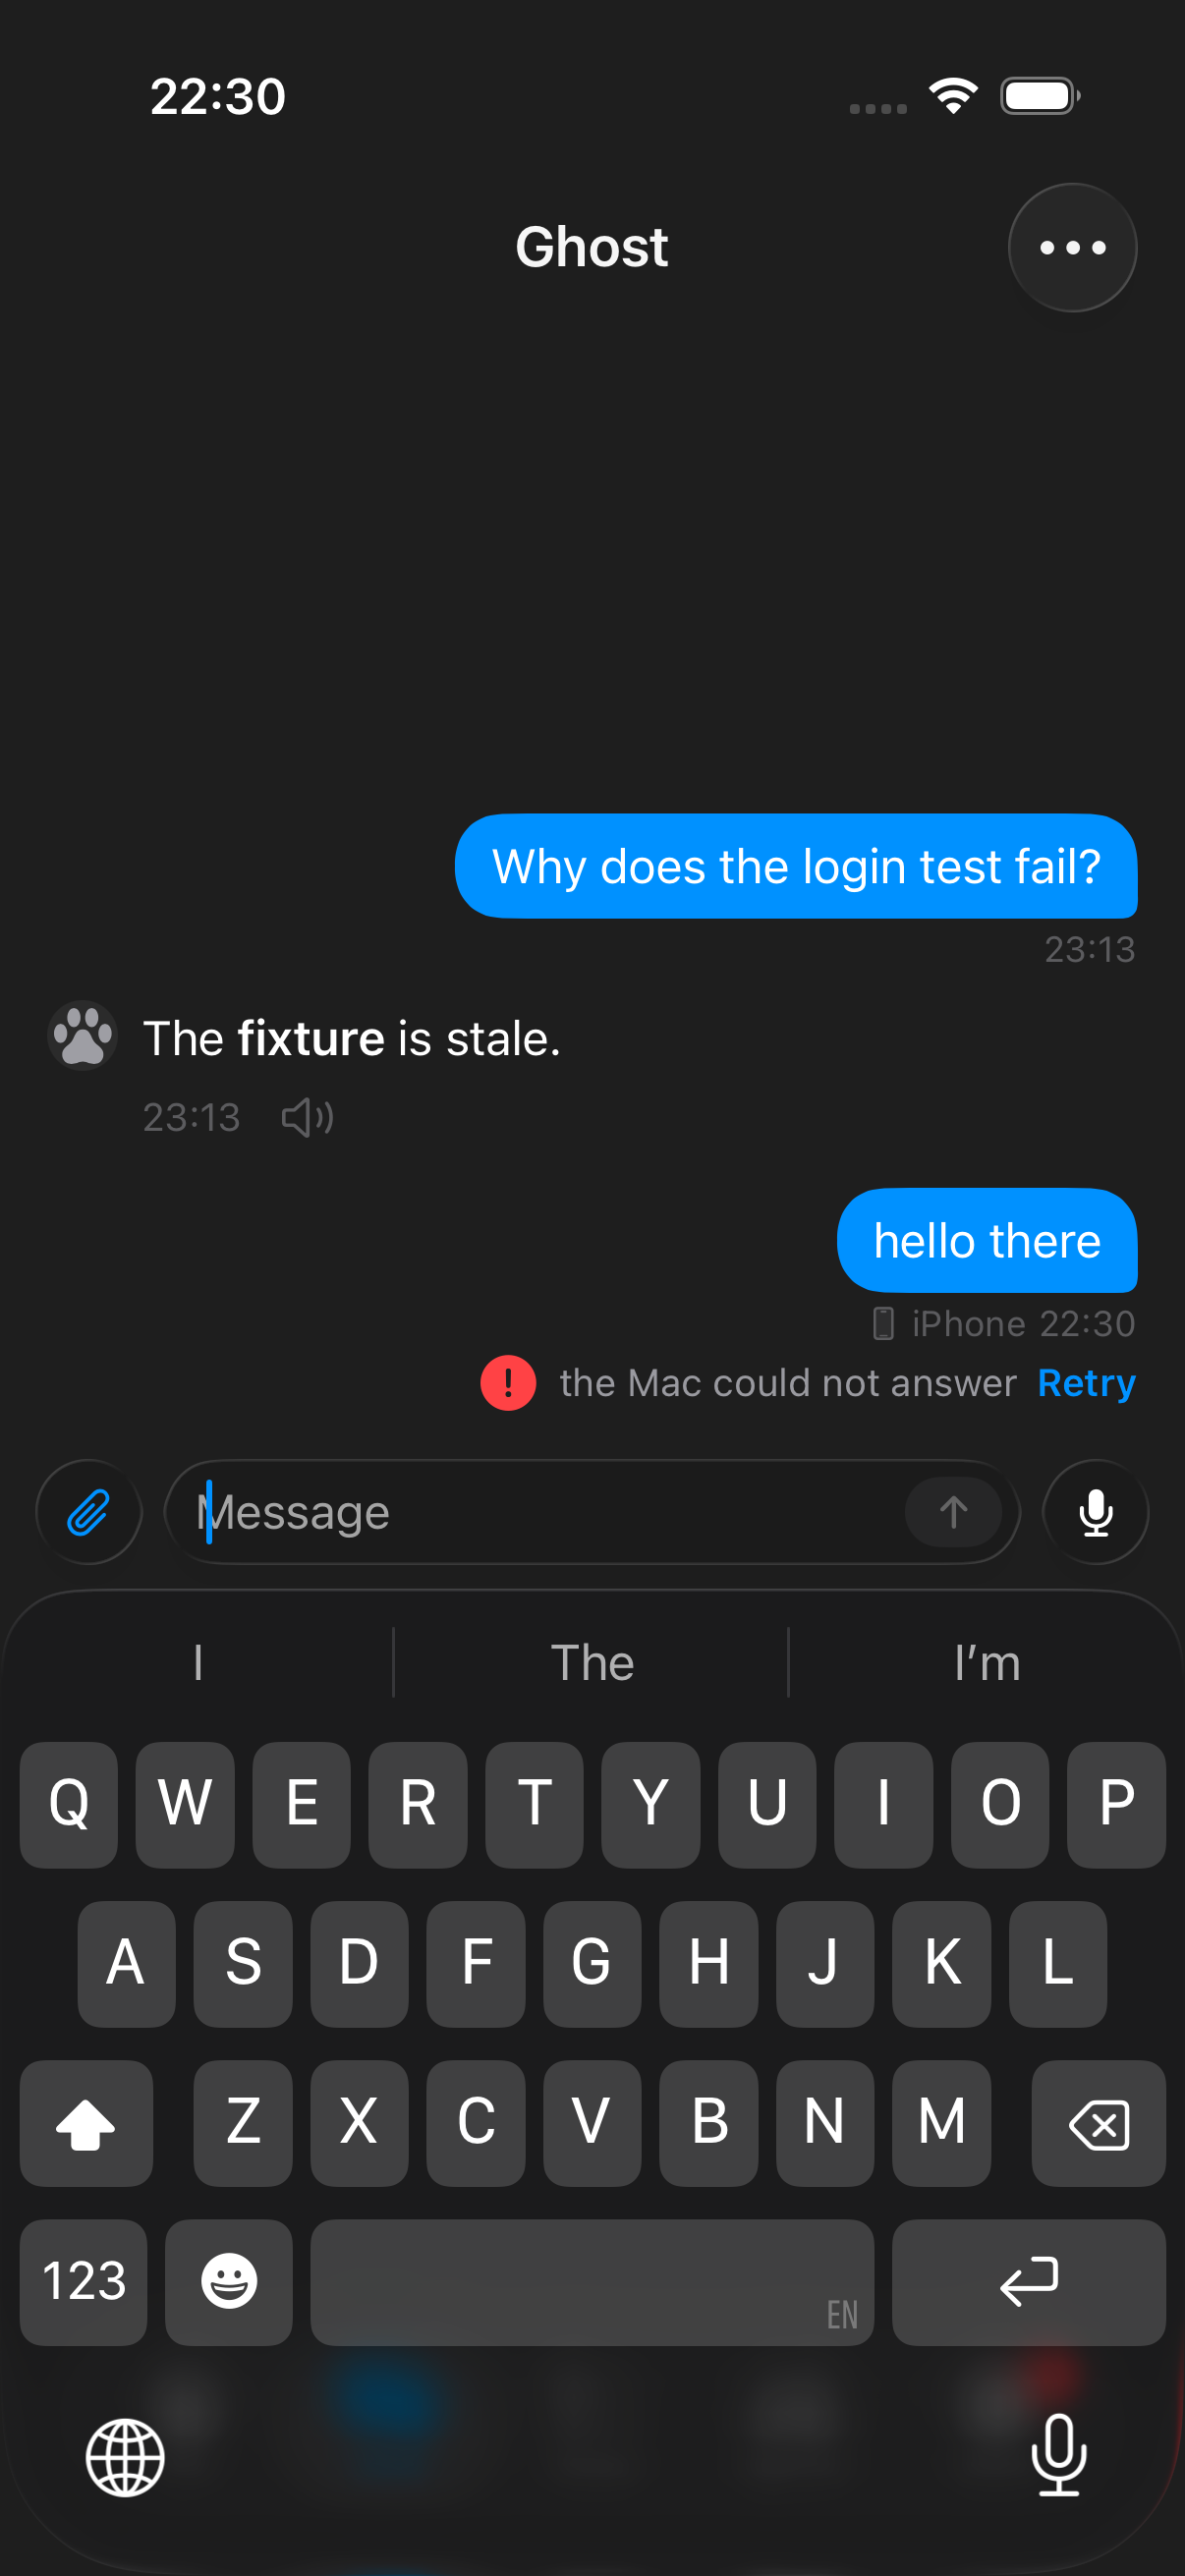 22:30
Ghost
Why does the login test fail?
23:13
The fixture is stale.
23:13
hello there
iPhone 22:30
the Mac could not answer Retry
Message
I The I’m
Q W E R T Y U I O P
A S D F G H J K L
Z X C V B N M
123
EN